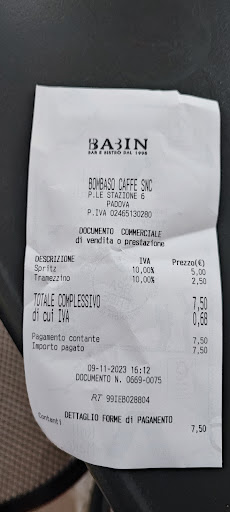 BABIN
BAR E BISTRO DAL 1998
BOMBASO CAFFE SNC
P.LE STAZIONE 6
PADOVA
P.IVA 02465130280
DOCUMENTO COMMERCIALE
di vendita o prestazione
DESCRIZIONE IVA Prezzo(€)
Spritz 10,00% 5,00
Tramezzino 10,00% 2,50
TOTALE COMPLESSIVO 7,50
di cui IVA 0,68
Pagamento contante 7,50
Importo pagato 7,50
09-11-2023 16:12
DOCUMENTO N. 0669-0075
RT 99IEB028804
DETTAGLIO FORME di PAGAMENTO
Contanti 7,50